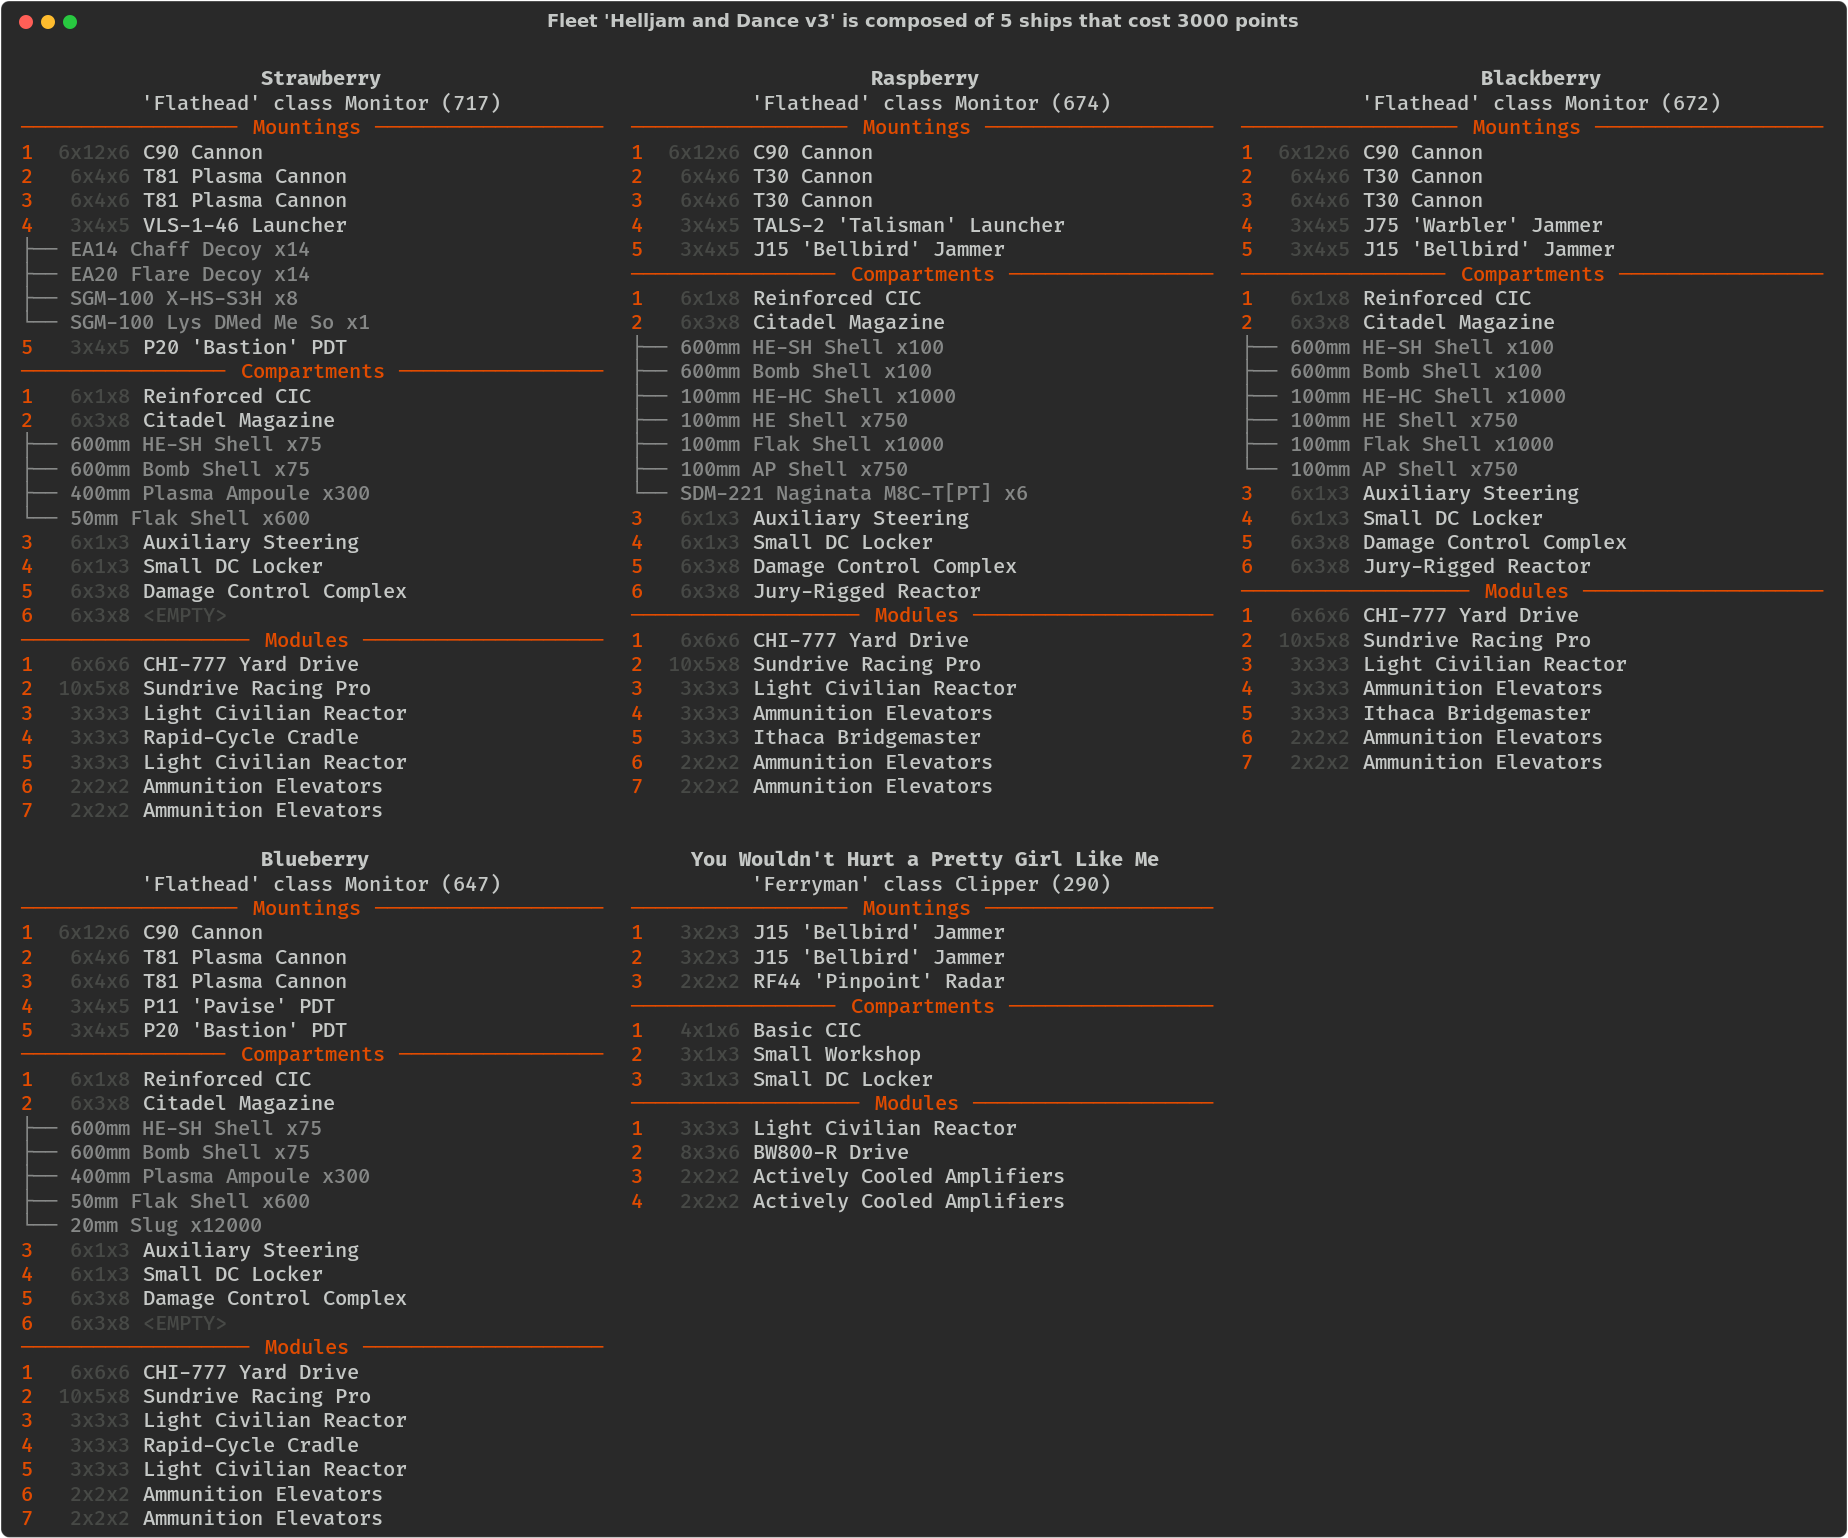 Fleet 'Helljam and Dance v3' is composed of 5 ships that cost 3000 points
Strawberry
'Flathead' class Monitor (717)
Mountings
1 6x12x6 C90 Cannon
2 6x4x6 T81 Plasma Cannon
3 6x4x6 T81 Plasma Cannon
4 3x4x5 VLS-1-46 Launcher
EA14 Chaff Decoy x14
EA20 Flare Decoy x14
SGM-100 X-HS-S3H x8
SGM-100 Lys DMed Me So x1
5 3x4x5 P20 'Bastion' PDT
Compartments
1 6x1x8 Reinforced CIC
2 6x3x8 Citadel Magazine
600mm HE-SH Shell x75
600mm Bomb Shell x75
400mm Plasma Ampoule x300
50mm Flak Shell x600
3 6x1x3 Auxiliary Steering
4 6x1x3 Small DC Locker
5 6x3x8 Damage Control Complex
6 6x3x8 <EMPTY>
Modules
1 6x6x6 CHI-777 Yard Drive
2 10x5x8 Sundrive Racing Pro
3 3x3x3 Light Civilian Reactor
4 3x3x3 Rapid-Cycle Cradle
5 3x3x3 Light Civilian Reactor
6 2x2x2 Ammunition Elevators
7 2x2x2 Ammunition Elevators
Raspberry
'Flathead' class Monitor (674)
Mountings
1 6x12x6 C90 Cannon
2 6x4x6 T30 Cannon
3 6x4x6 T30 Cannon
4 3x4x5 TALS-2 'Talisman' Launcher
5 3x4x5 J15 'Bellbird' Jammer
Compartments
1 6x1x8 Reinforced CIC
2 6x3x8 Citadel Magazine
600mm HE-SH Shell x100
600mm Bomb Shell x100
100mm HE-HC Shell x1000
100mm HE Shell x750
100mm Flak Shell x1000
100mm AP Shell x750
SDM-221 Naginata M8C-T[PT] x6
3 6x1x3 Auxiliary Steering
4 6x1x3 Small DC Locker
5 6x3x8 Damage Control Complex
6 6x3x8 Jury-Rigged Reactor
Modules
1 6x6x6 CHI-777 Yard Drive
2 10x5x8 Sundrive Racing Pro
3 3x3x3 Light Civilian Reactor
4 3x3x3 Ammunition Elevators
5 3x3x3 Ithaca Bridgemaster
6 2x2x2 Ammunition Elevators
7 2x2x2 Ammunition Elevators
Blackberry
'Flathead' class Monitor (672)
Mountings
1 6x12x6 C90 Cannon
2 6x4x6 T30 Cannon
3 6x4x6 T30 Cannon
4 3x4x5 J75 'Warbler' Jammer
5 3x4x5 J15 'Bellbird' Jammer
Compartments
1 6x1x8 Reinforced CIC
2 6x3x8 Citadel Magazine
600mm HE-SH Shell x100
600mm Bomb Shell x100
100mm HE-HC Shell x1000
100mm HE Shell x750
100mm Flak Shell x1000
100mm AP Shell x750
3 6x1x3 Auxiliary Steering
4 6x1x3 Small DC Locker
5 6x3x8 Damage Control Complex
6 6x3x8 Jury-Rigged Reactor
Modules
1 6x6x6 CHI-777 Yard Drive
2 10x5x8 Sundrive Racing Pro
3 3x3x3 Light Civilian Reactor
4 3x3x3 Ammunition Elevators
5 3x3x3 Ithaca Bridgemaster
6 2x2x2 Ammunition Elevators
7 2x2x2 Ammunition Elevators
Blueberry
'Flathead' class Monitor (647)
Mountings
1 6x12x6 C90 Cannon
2 6x4x6 T81 Plasma Cannon
3 6x4x6 T81 Plasma Cannon
4 3x4x5 P11 'Pavise' PDT
5 3x4x5 P20 'Bastion' PDT
Compartments
1 6x1x8 Reinforced CIC
2 6x3x8 Citadel Magazine
600mm HE-SH Shell x75
600mm Bomb Shell x75
400mm Plasma Ampoule x300
50mm Flak Shell x600
20mm Slug x12000
3 6x1x3 Auxiliary Steering
4 6x1x3 Small DC Locker
5 6x3x8 Damage Control Complex
6 6x3x8 <EMPTY>
Modules
1 6x6x6 CHI-777 Yard Drive
2 10x5x8 Sundrive Racing Pro
3 3x3x3 Light Civilian Reactor
4 3x3x3 Rapid-Cycle Cradle
5 3x3x3 Light Civilian Reactor
6 2x2x2 Ammunition Elevators
7 2x2x2 Ammunition Elevators
You Wouldn't Hurt a Pretty Girl Like Me
'Ferryman' class Clipper (290)
Mountings
1 3x2x3 J15 'Bellbird' Jammer
2 3x2x3 J15 'Bellbird' Jammer
3 2x2x2 RF44 'Pinpoint' Radar
Compartments
1 4x1x6 Basic CIC
2 3x1x3 Small Workshop
3 3x1x3 Small DC Locker
Modules
1 3x3x3 Light Civilian Reactor
2 8x3x6 BW800-R Drive
3 2x2x2 Actively Cooled Amplifiers
4 2x2x2 Actively Cooled Amplifiers